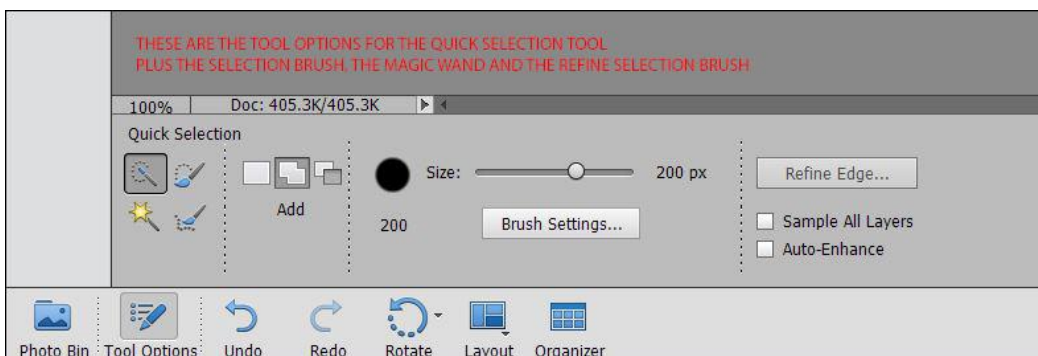 THESE ARE THE TOOL OPTIONS FOR THE QUICK SELECTION TOOL
PLUS THE SELECTION BRUSH, THE MAGIC WAND AND THE REFINE SELECTION BRUSH
100% Doc: 405.3K/405.3K
Quick Selection
Size: 200 px Refine Edge...
Add
200 Brush Settings... Sample All Layers
Auto-Enhance
Photo Bin Tool Options Undo Redo Rotate Layout Organizer